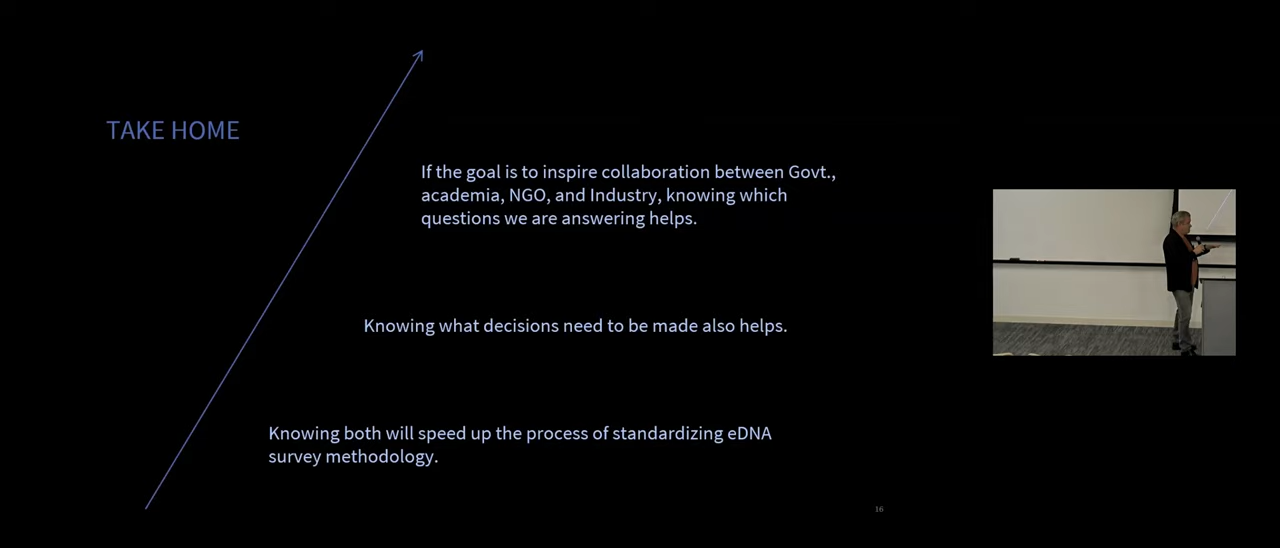 TAKE HOME
If the goal is to inspire collaboration between Govt.,
academia, NGO, and Industry, knowing which
questions we are answering helps.
Knowing what decisions need to be made also helps.
Knowing both will speed up the process of standardizing eDNA
survey methodology.
16